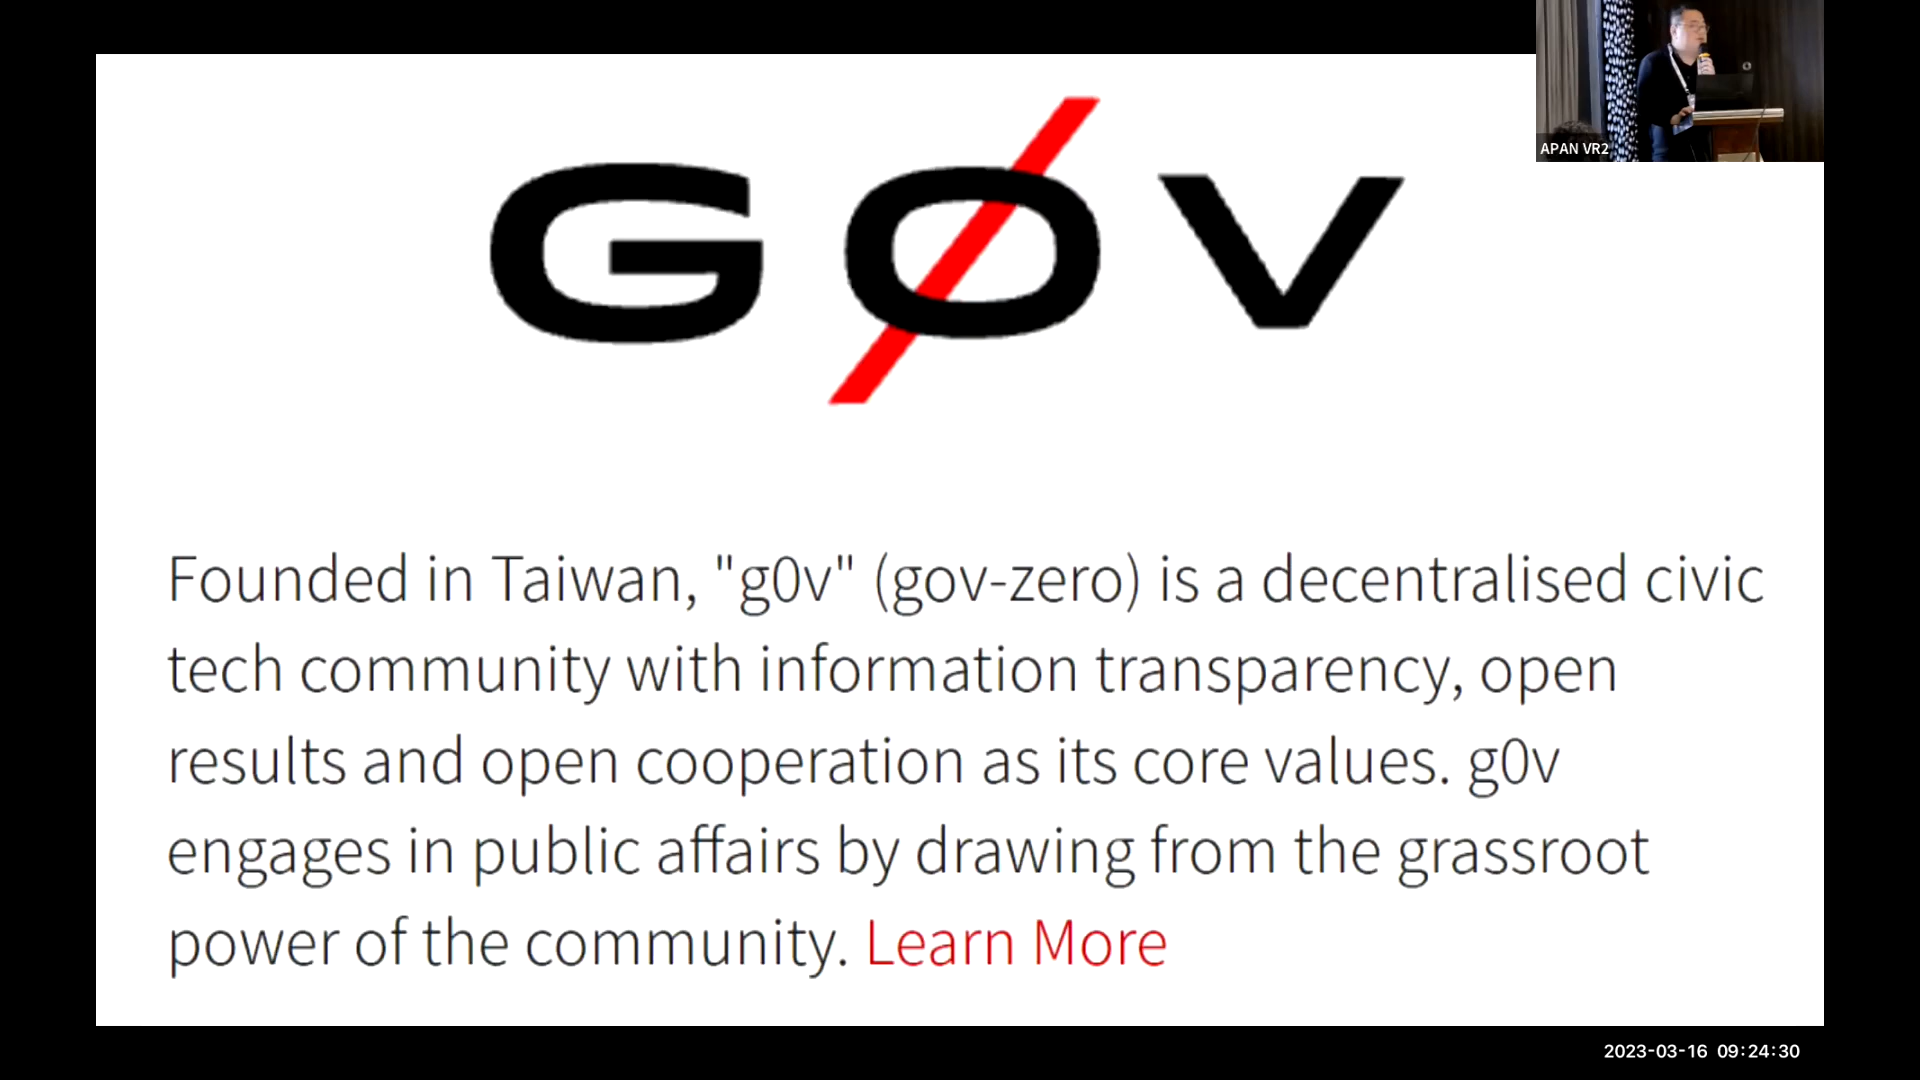 GØV
APAN VR2
Founded in Taiwan, "g0v" (gov-zero) is a decentralised civic
tech community with information transparency, open
results and open cooperation as its core values. g0v
engages in public affairs by drawing from the grassroot
power of the community. Learn More
2023-03-16 09:24:30